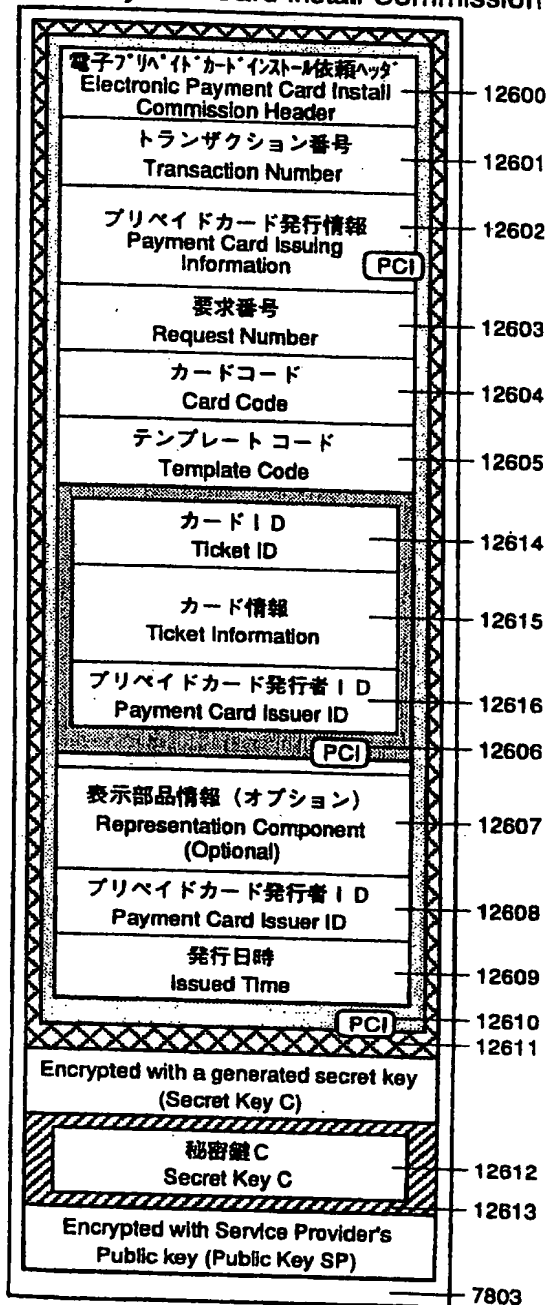 Card Install Commission
電子プリペイドカードインストール依頼ヘッダ
Electronic Payment Card Install
Commission Header
12600
トランザクション番号
Transaction Number
12601
プリペイドカード発行情報
Payment Card Issuing
Information
PCI
12602
要求番号
Request Number
12603
カードコード
Card Code
12604
テンプレート コード
Template Code
12605
カードID
Ticket ID
12614
カード情報
Ticket Information
12615
プリペイドカード発行者ID
Payment Card Issuer ID
12616
PCI
12606
表示部品情報(オプション)
Representation Component
(Optional)
12607
プリペイドカード発行者ID
Payment Card Issuer ID
12608
発行日時
Issued Time
12609
PCI
12610
12611
Encrypted with a generated secret key
(Secret Key C)
秘密鍵C
Secret Key C
12612
12613
Encrypted with Service Provider's
Public key (Public Key SP)
7803